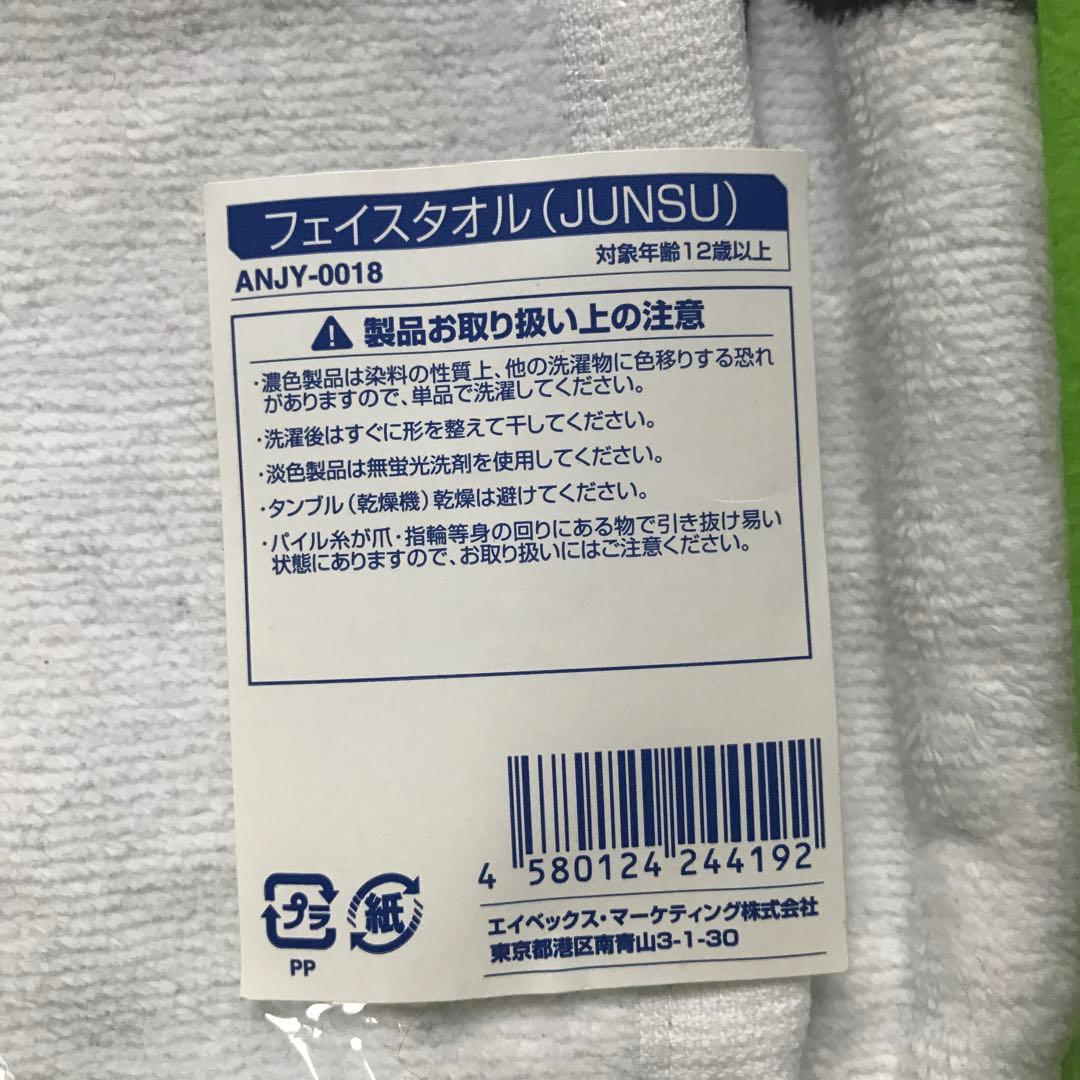 フェイスタオル(JUNSU)
ANJY-0018
対象年齢12歳以上
製品お取り扱い上の注意
・濃色製品は染料の性質上、他の洗濯物に色移りする恐れ
がありますので、単品で洗濯してください。
・洗濯後はすぐに形を整えて干してください。
・淡色製品は無蛍光洗剤を使用してください。
・タンブル(乾燥機)乾燥は避けてください。
・パイル糸が爪・指輪等身の回りにある物で引き抜け易い
状態にありますので、お取り扱いにはご注意ください。
4 580124 244192
プラ
紙
PP
エイベックス・マーケティング株式会社
東京都港区南青山3-1-30